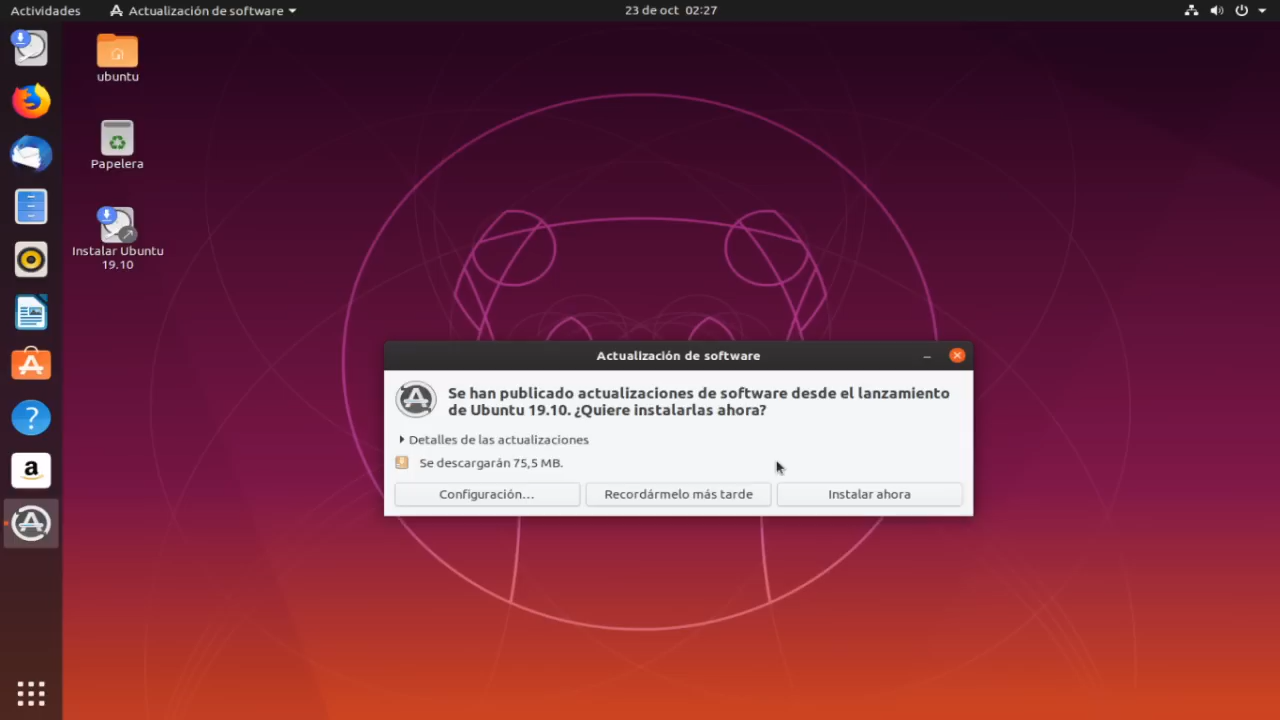 Actividades
Actualización de software
23 de oct 02:27
ubuntu
Papelera
Instalar Ubuntu
19.10
Actualización de software
Se han publicado actualizaciones de software desde el lanzamiento
de Ubuntu 19.10. ¿Quiere instalarlas ahora?
Detalles de las actualizaciones
Se descargarán 75,5 MB.
Configuración…
Recordármelo más tarde
Instalar ahora